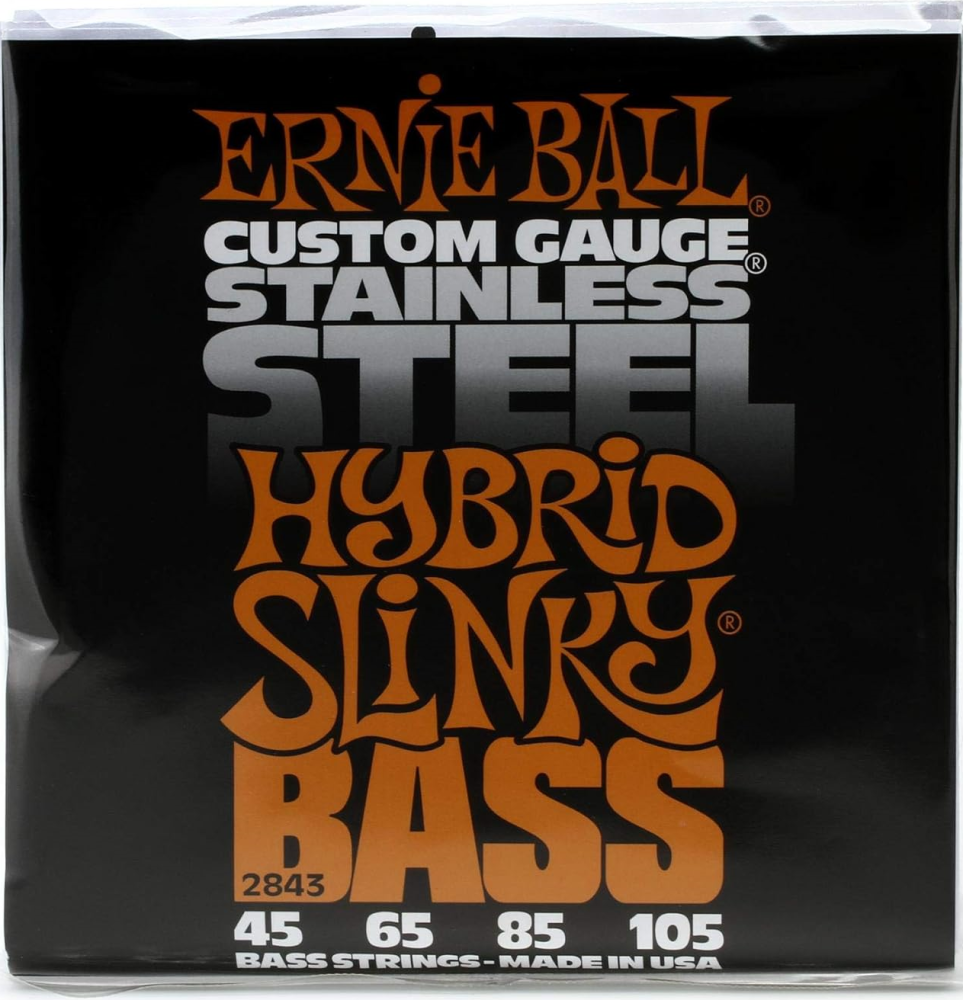 ERNiE BALL®
CUSTOM GAUGE
STAINLESS®
STEEL
HYBRiD
SLiNKY®
BASS
2843
45 65 85 105
BASS STRINGS - MADE IN USA